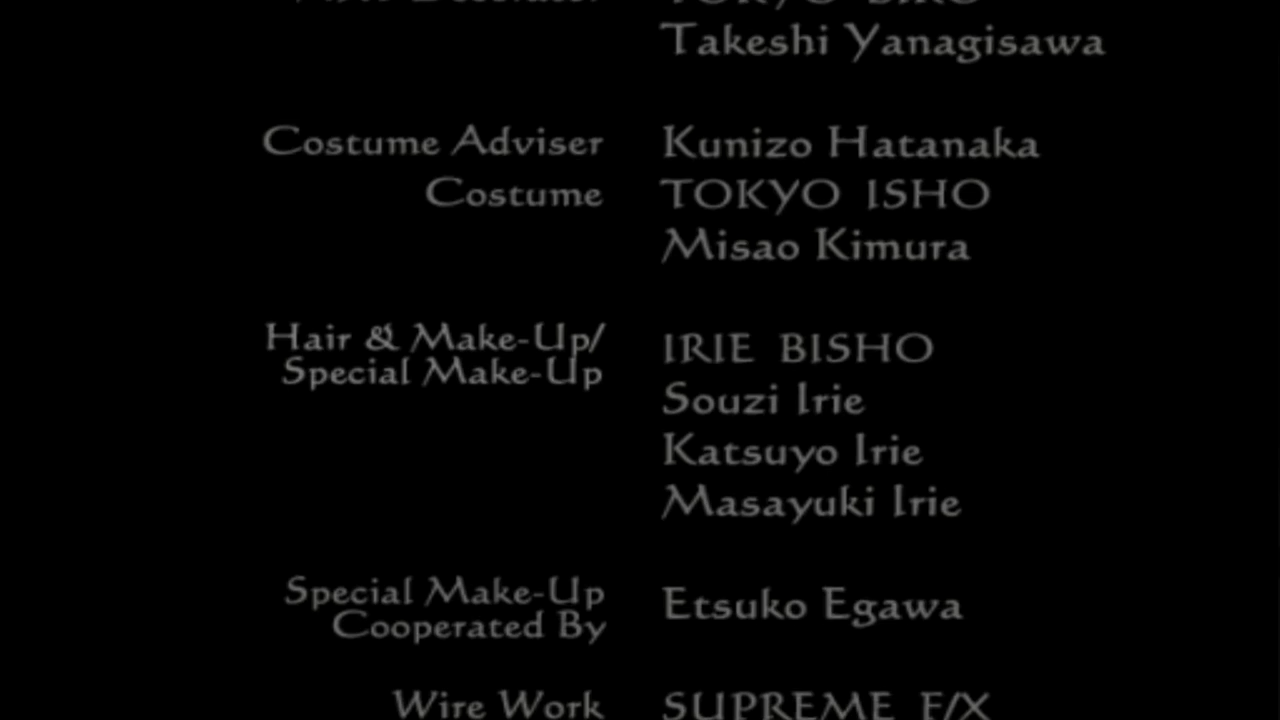 Takeshi Yanagisawa
Costume Adviser Kunizo Hatanaka
Costume TOKYO ISHO
Misao Kimura
Hair & Make-Up/
Special Make-Up
IRIE BISHO
Souzi Irie
Katsuyo Irie
Masayuki Irie
Special Make-Up
Cooperated By
Etsuko Egawa
Wire Work SUPREME F/X